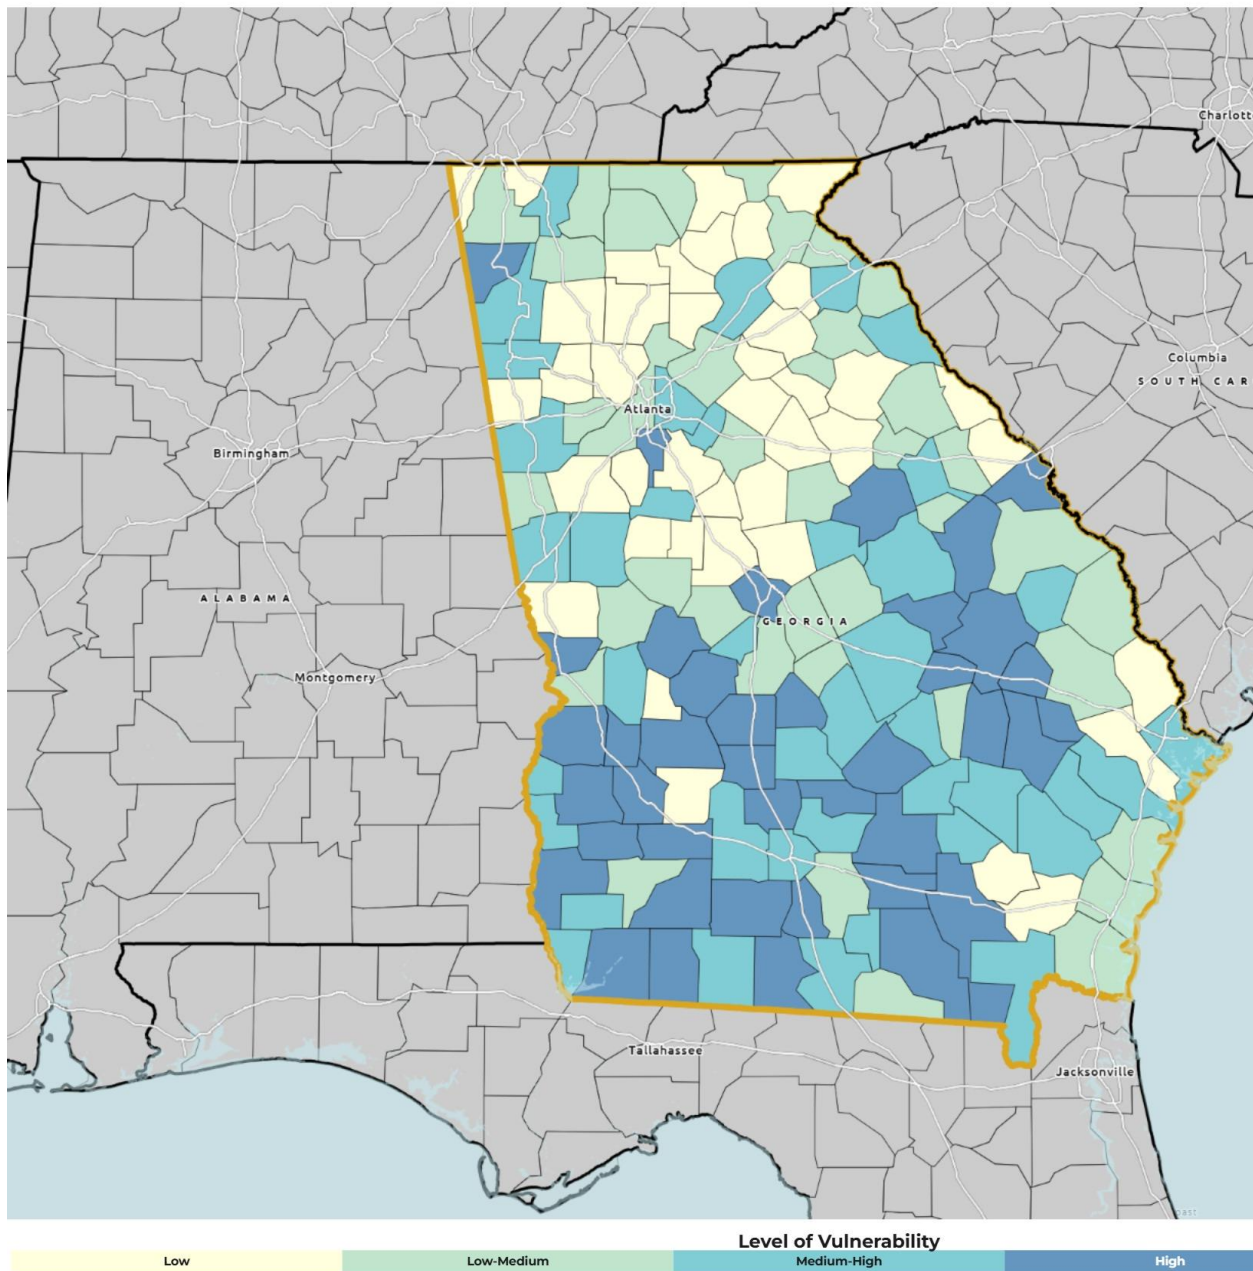 Charlott
Columbia
SOUTH CAR
Atlanta
Birmingham
ALABAMA
GEORGIA
Montgomery
Tallahassee
Jacksonville
oast
Level of Vulnerability
Low
Low-Medium
Medium-High
High